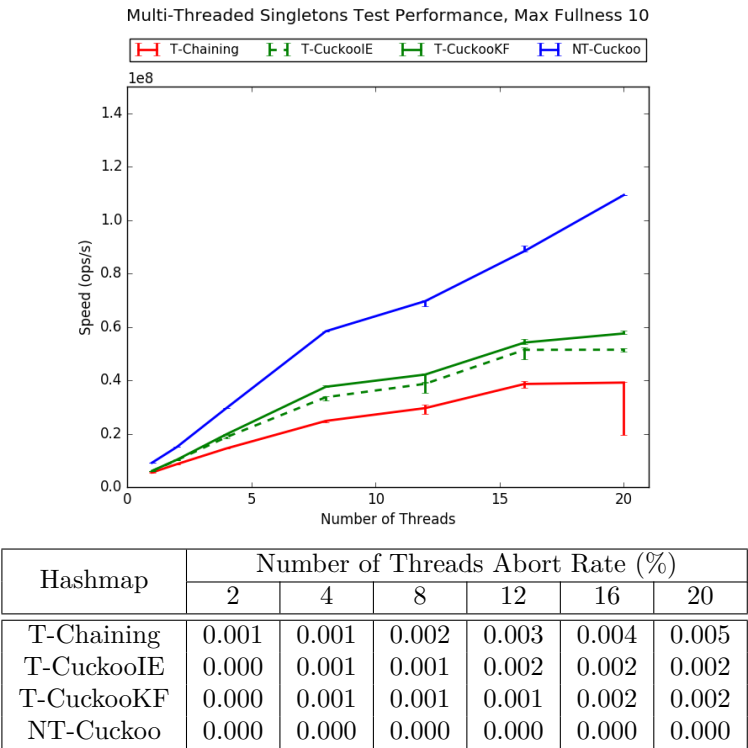 Multi-Threaded Singletons Test Performance, Max Fullness 10
T-Chaining T-CuckooIE T-CuckooKF NT-Cuckoo
1e8
1.4
1.2
1.0
0.8
0.6
0.4
0.2
0.0
Speed (ops/s)
0 5 10 15 20
Number of Threads
Hashmap Number of Threads Abort Rate (%)
2 4 8 12 16 20
T-Chaining 0.001 0.001 0.002 0.003 0.004 0.005
T-CuckooIE 0.000 0.001 0.001 0.002 0.002 0.002
T-CuckooKF 0.000 0.001 0.001 0.001 0.002 0.002
NT-Cuckoo 0.000 0.000 0.000 0.000 0.000 0.000